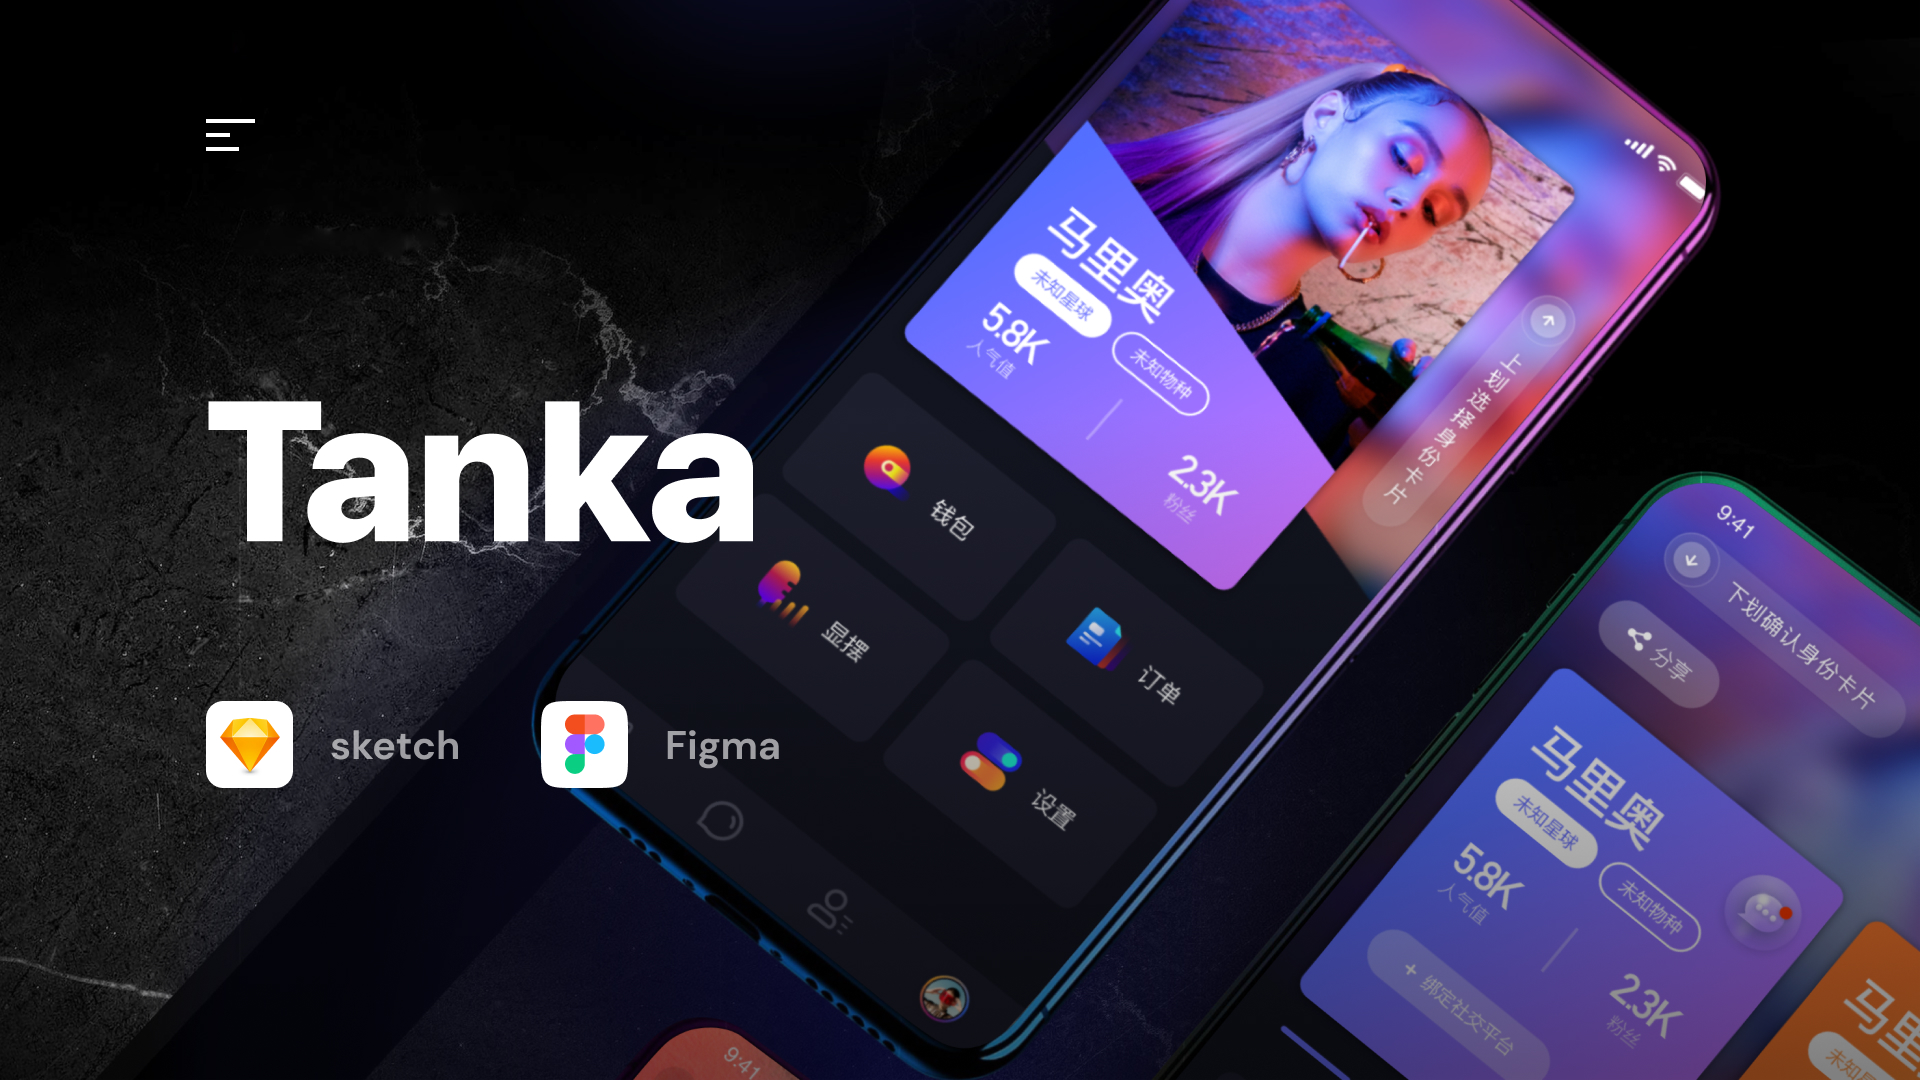 Tanka
sketch
Figma
马里奥
未知星球
未知物种
5.8K
人气值
2.3K
粉丝
上划选择身份卡片
钱包
显摆
订单
设置
9:41
下划确认身份卡片
分享
马里奥
未知星球
未知物种
5.8K
人气值
2.3K
粉丝
+ 绑定社交平台
马里
未知星
9:41